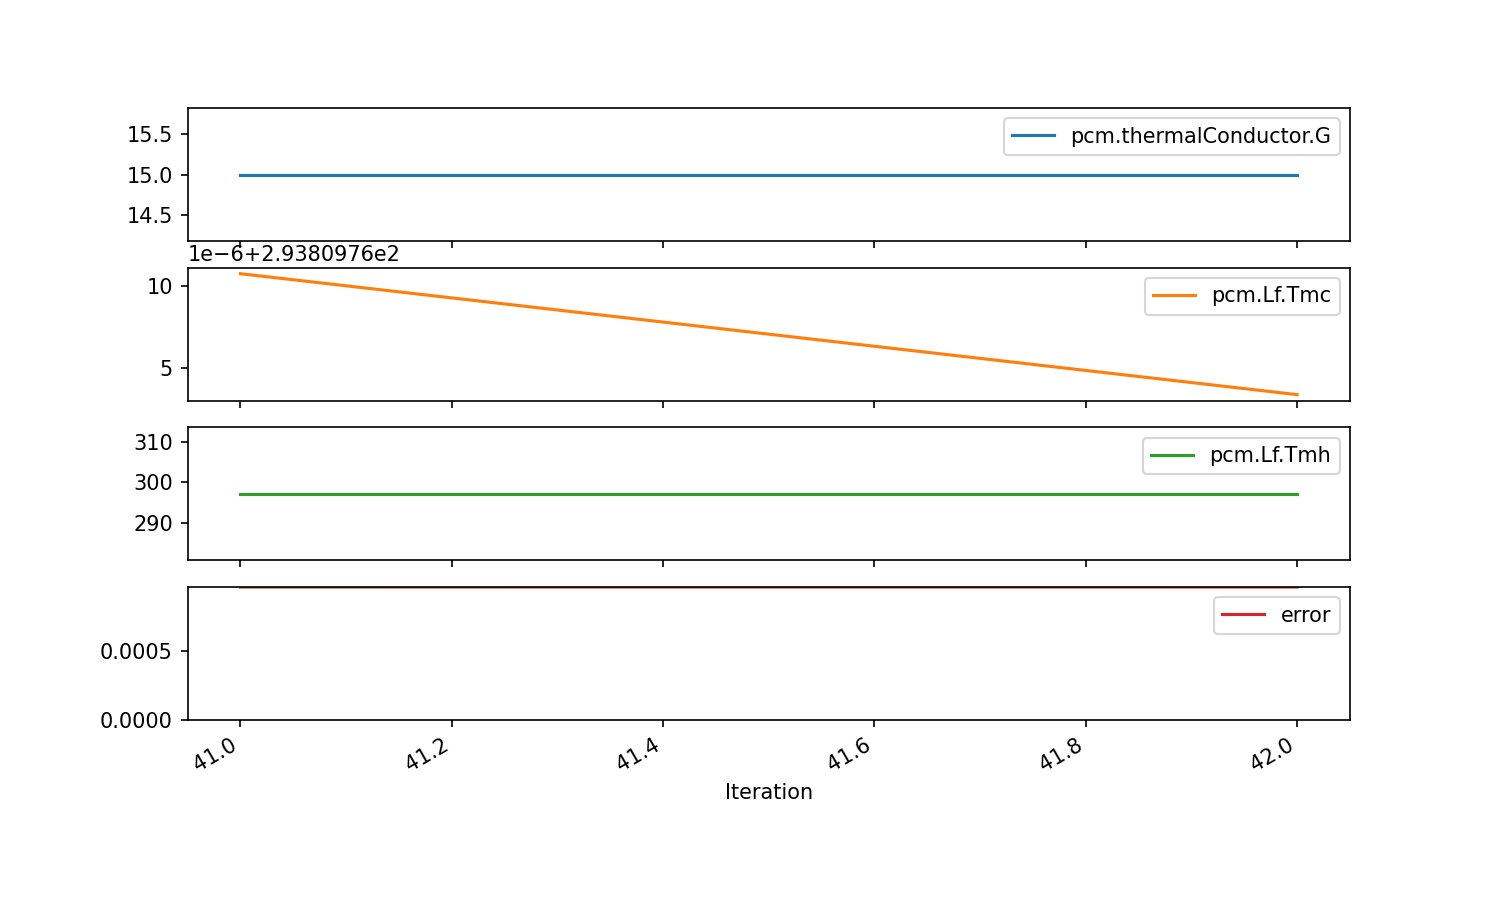 15.5
15.0
14.5
pcm.thermalConductor.G
1e−6+2.9380976e2
10
5
pcm.Lf.Tmc
310
300
290
pcm.Lf.Tmh
0.0005
0.0000
error
41.0 41.2 41.4 41.6 41.8 42.0
Iteration